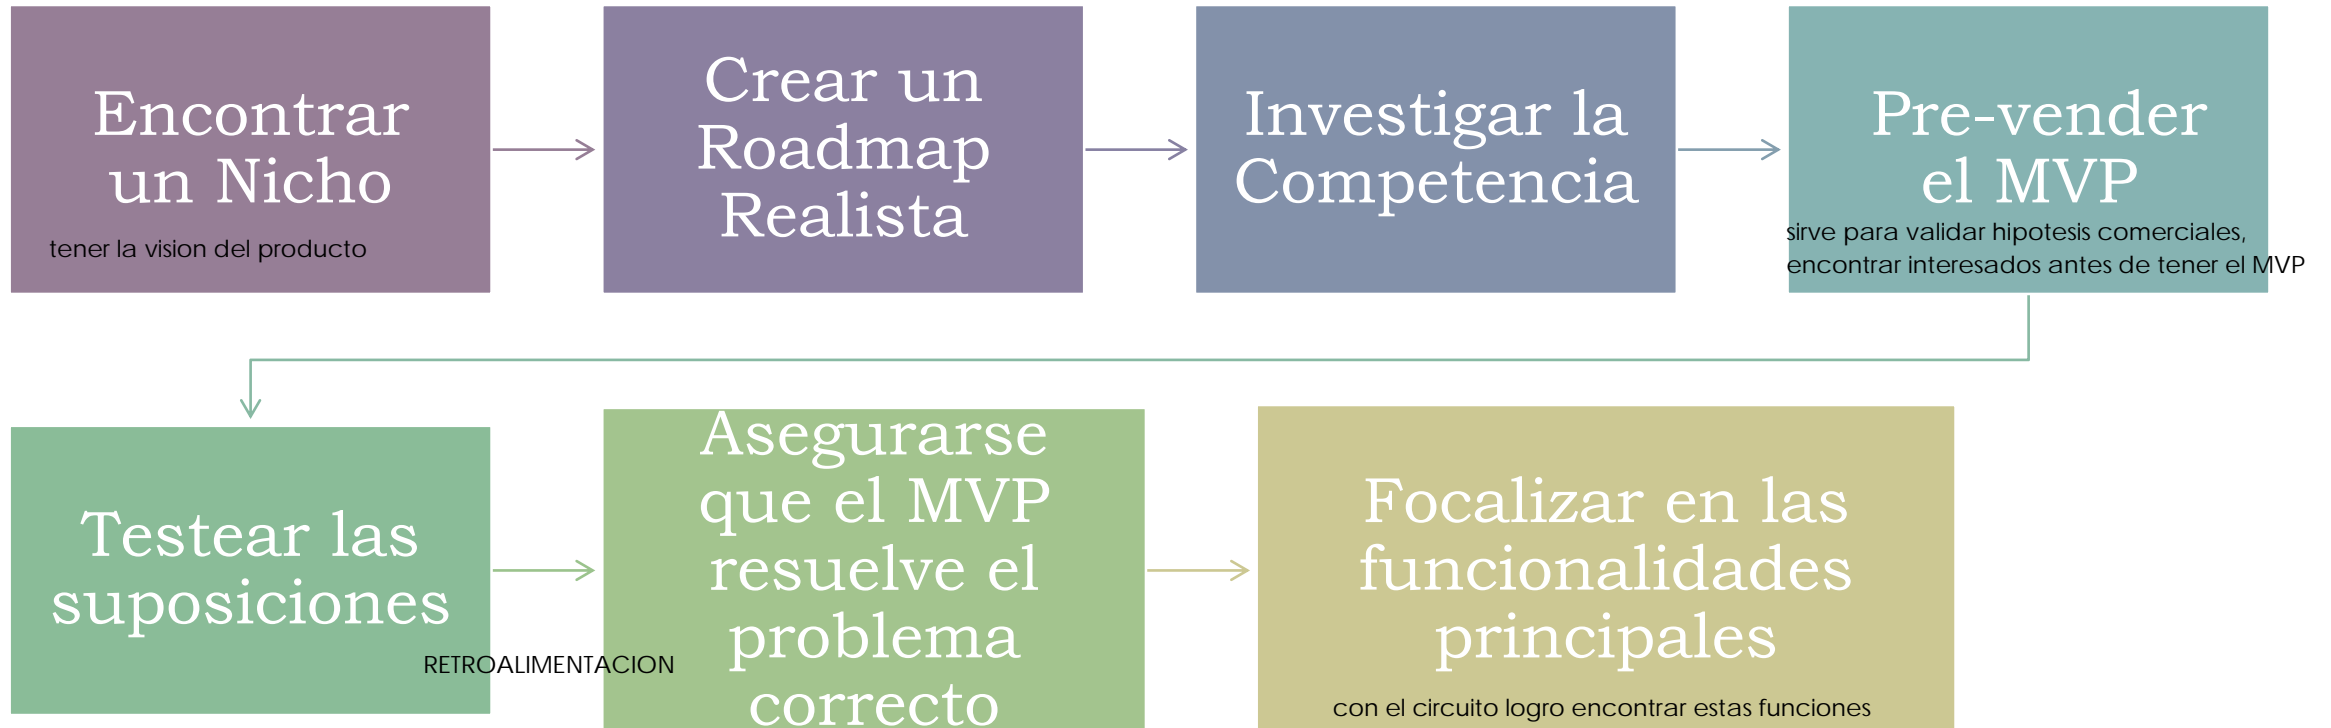 Encontrar
un Nicho
tener la vision del producto
Crear un
Roadmap
Realista
Investigar la
Competencia
Pre-vender
el MVP
sirve para validar hipotesis comerciales,
encontrar interesados antes de tener el MVP
Testear las
suposiciones
RETROALIMENTACION
Asegurarse
que el MVP
resuelve el
problema
correcto
Focalizar en las
funcionalidades
principales
con el circuito logro encontrar estas funciones